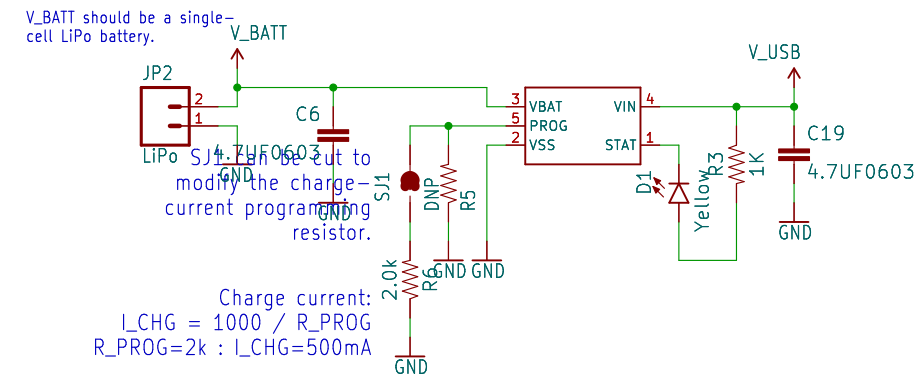 V_BATT should be a single-
cell LiPo battery.
V_BATT
V_USB
JP2
2
1
LiPo
GND
C6
4.7UF0603
GND
SJ1 can be cut to
modify the charge-
current programming
resistor.
SJ1
DNP
R5
GND
GND
2.0k
R6
GND
3
VBAT
5
PROG
2
VSS
VIN
4
STAT
1
D1
Yellow
R3
1K
C19
4.7UF0603
GND
Charge current:
I_CHG = 1000 / R_PROG
R_PROG=2k : I_CHG=500mA